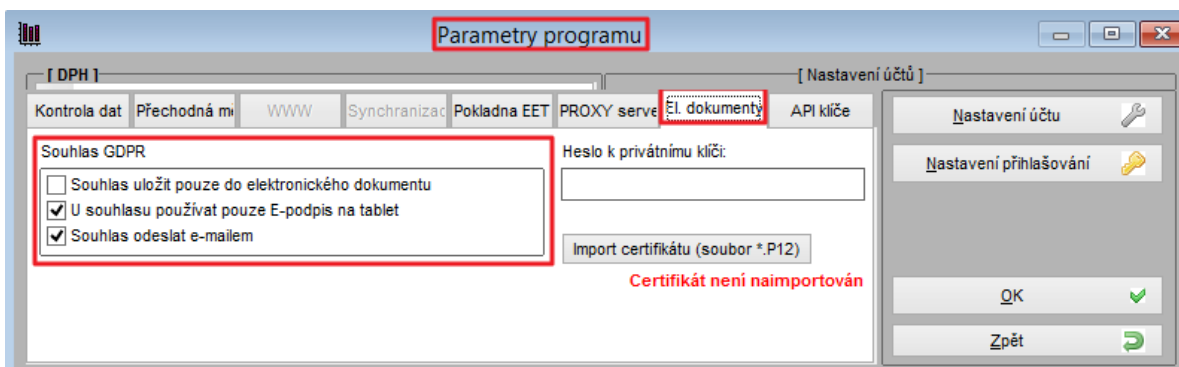 Parametry programu
[ DPH ]
[ Nastavení účtů ]
Kontrola dat Přechodná mě WWW Synchronizac Pokladna EET PROXY serve El. dokumenty API klíče
Souhlas GDPR
Souhlas uložit pouze do elektronického dokumentu
U souhlasu používat pouze E-podpis na tablet
Souhlas odeslat e-mailem
Heslo k privátnímu klíči:
Import certifikátu (soubor *.P12)
Certifikát není naimportován
Nastavení účtu
Nastavení přihlašování
OK
Zpět